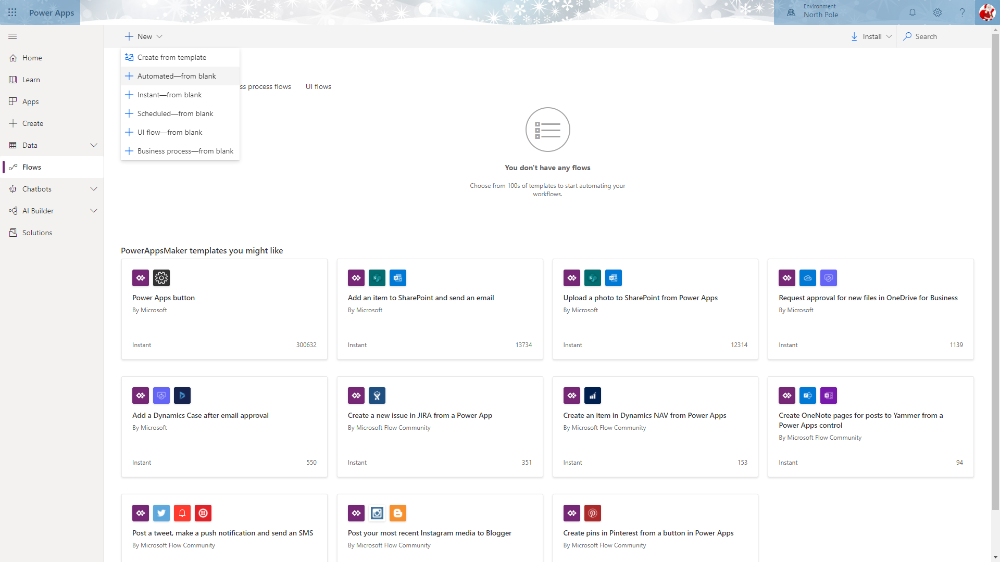 Power Apps
Environment
North Pole
New
Install
Search
Home
Learn
Apps
Create
Data
Flows
Chatbots
AI Builder
Solutions
Create from template
Automated—from blank
Instant—from blank
Scheduled—from blank
UI flow—from blank
Business process—from blank
ss process flows
UI flows
You don't have any flows
Choose from 100s of templates to start automating your
workflows.
PowerAppsMaker templates you might like
Power Apps button
By Microsoft
Instant 300632
Add an item to SharePoint and send an email
By Microsoft
Instant 13734
Upload a photo to SharePoint from Power Apps
By Microsoft
Instant 12314
Request approval for new files in OneDrive for Business
By Microsoft
Instant 1139
Add a Dynamics Case after email approval
By Microsoft
Instant 550
Create a new issue in JIRA from a Power App
By Microsoft Flow Community
Instant 351
Create an item in Dynamics NAV from Power Apps
By Microsoft Flow Community
Instant 153
Create OneNote pages for posts to Yammer from a
Power Apps control
By Microsoft Flow Community
Instant 94
Post a tweet, make a push notification and send an SMS
By Microsoft Flow Community
Post your most recent Instagram media to Blogger
By Microsoft Flow Community
Create pins in Pinterest from a button in Power Apps
By Microsoft Flow Community